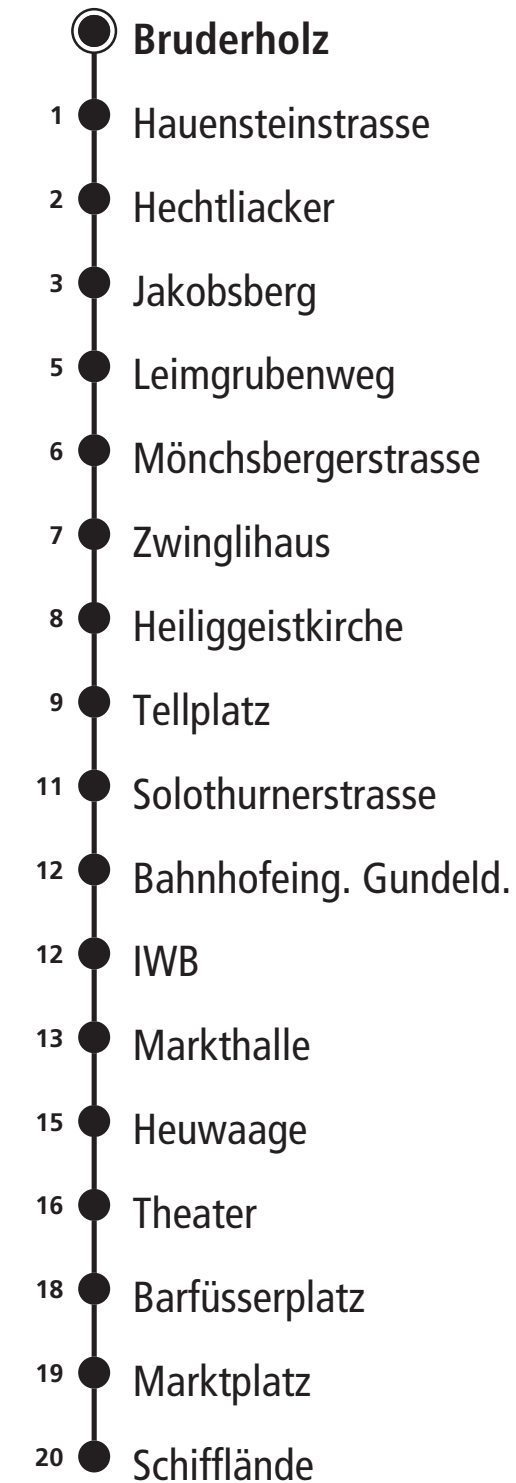 Bruderholz
1 Hauensteinstrasse
2 Hechtliacker
3 Jakobsberg
5 Leimgrubenweg
6 Mönchsbergerstrasse
7 Zwinglihaus
8 Heiliggeistkirche
9 Tellplatz
11 Solothurnerstrasse
12 Bahnhofeing. Gundeld.
12 IWB
13 Markthalle
15 Heuwaage
16 Theater
18 Barfüsserplatz
19 Marktplatz
20 Schifflände